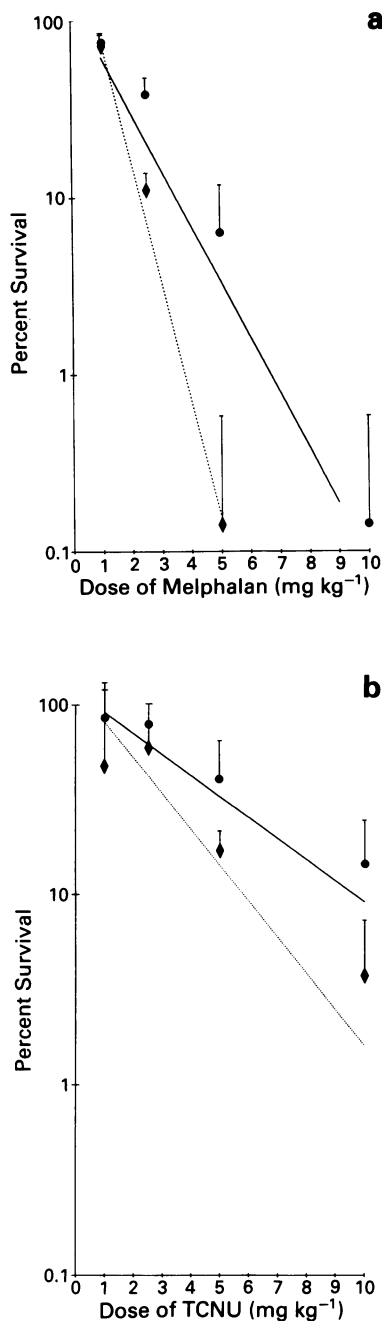 a
100
10
1
0.1
Percent Survival
0 1 2 3 4 5 6 7 8 9 10
Dose of Melphalan (mg kg⁻¹)
b
100
10
1
0.1
Percent Survival
0 1 2 3 4 5 6 7 8 9 10
Dose of TCNU (mg kg⁻¹)